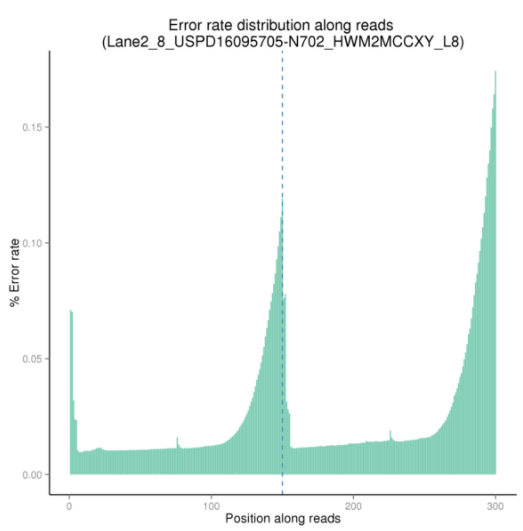 Error rate distribution along reads
(Lane2_8_USPD16095705-N702_HWM2MCCXY_L8)
% Error rate
0.15
0.10
0.05
0.00
0
100
200
300
Position along reads